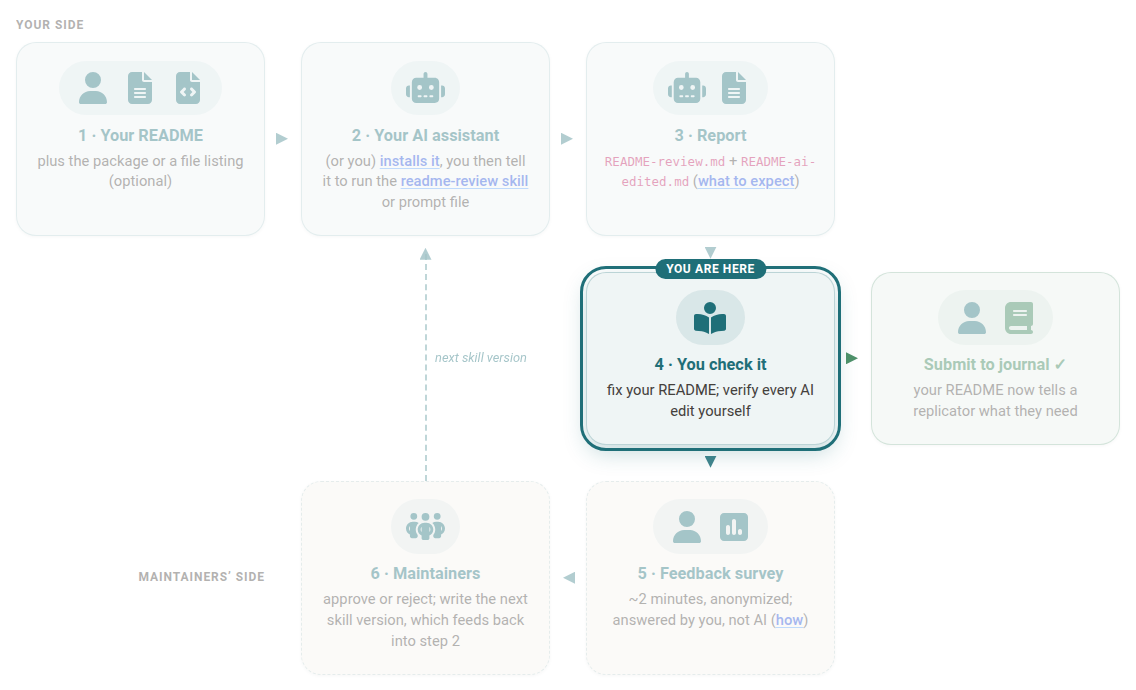 YOUR SIDE
1 · Your README
plus the package or a file listing
(optional)
2 · Your AI assistant
(or you) installs it, you then tell
it to run the readme-review skill
or prompt file
3 · Report
README-review.md + README-ai-
edited.md (what to expect)
YOU ARE HERE
4 · You check it
fix your README; verify every AI
edit yourself
Submit to journal ✓
your README now tells a
replicator what they need
next skill version
MAINTAINERS' SIDE
6 · Maintainers
approve or reject; write the next
skill version, which feeds back
into step 2
5 · Feedback survey
~2 minutes, anonymized;
answered by you, not AI (how)